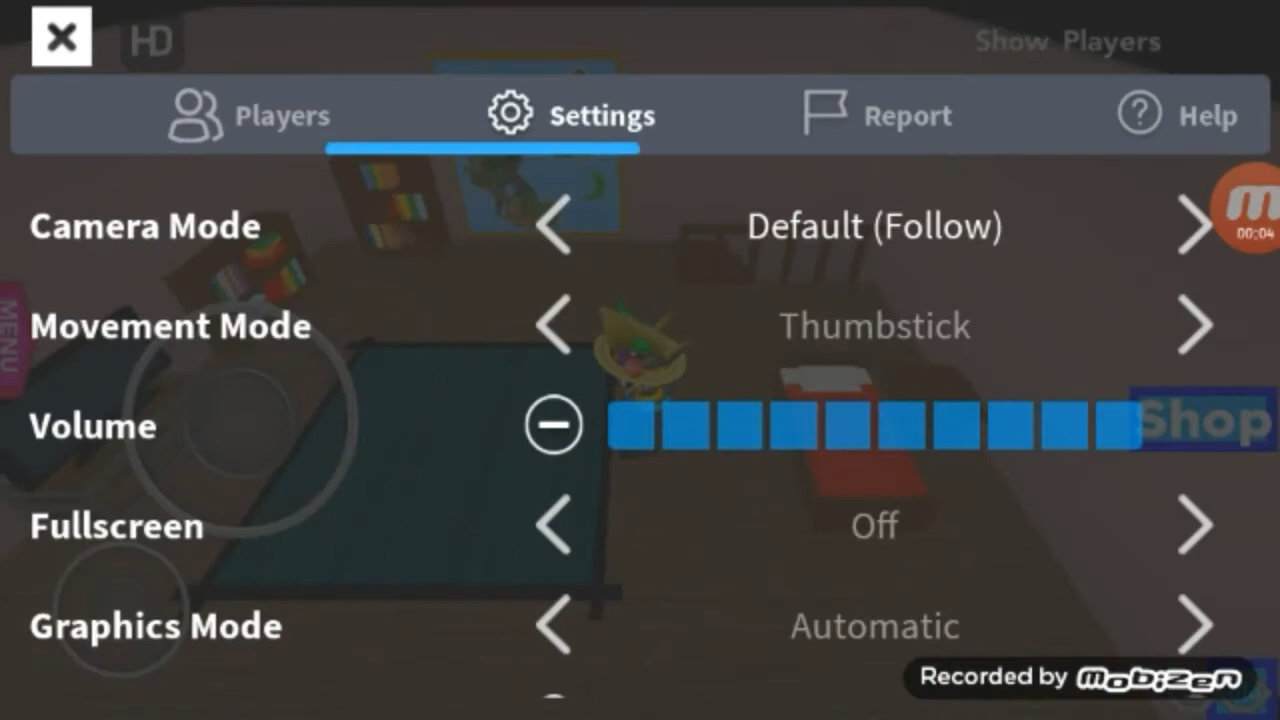 HD
Show Players
Players
Settings
Report
Help
Camera Mode
Default (Follow)
00:04
Movement Mode
Thumbstick
MENU
Volume
Shop
Fullscreen
Off
Graphics Mode
Automatic
Recorded by mobizen